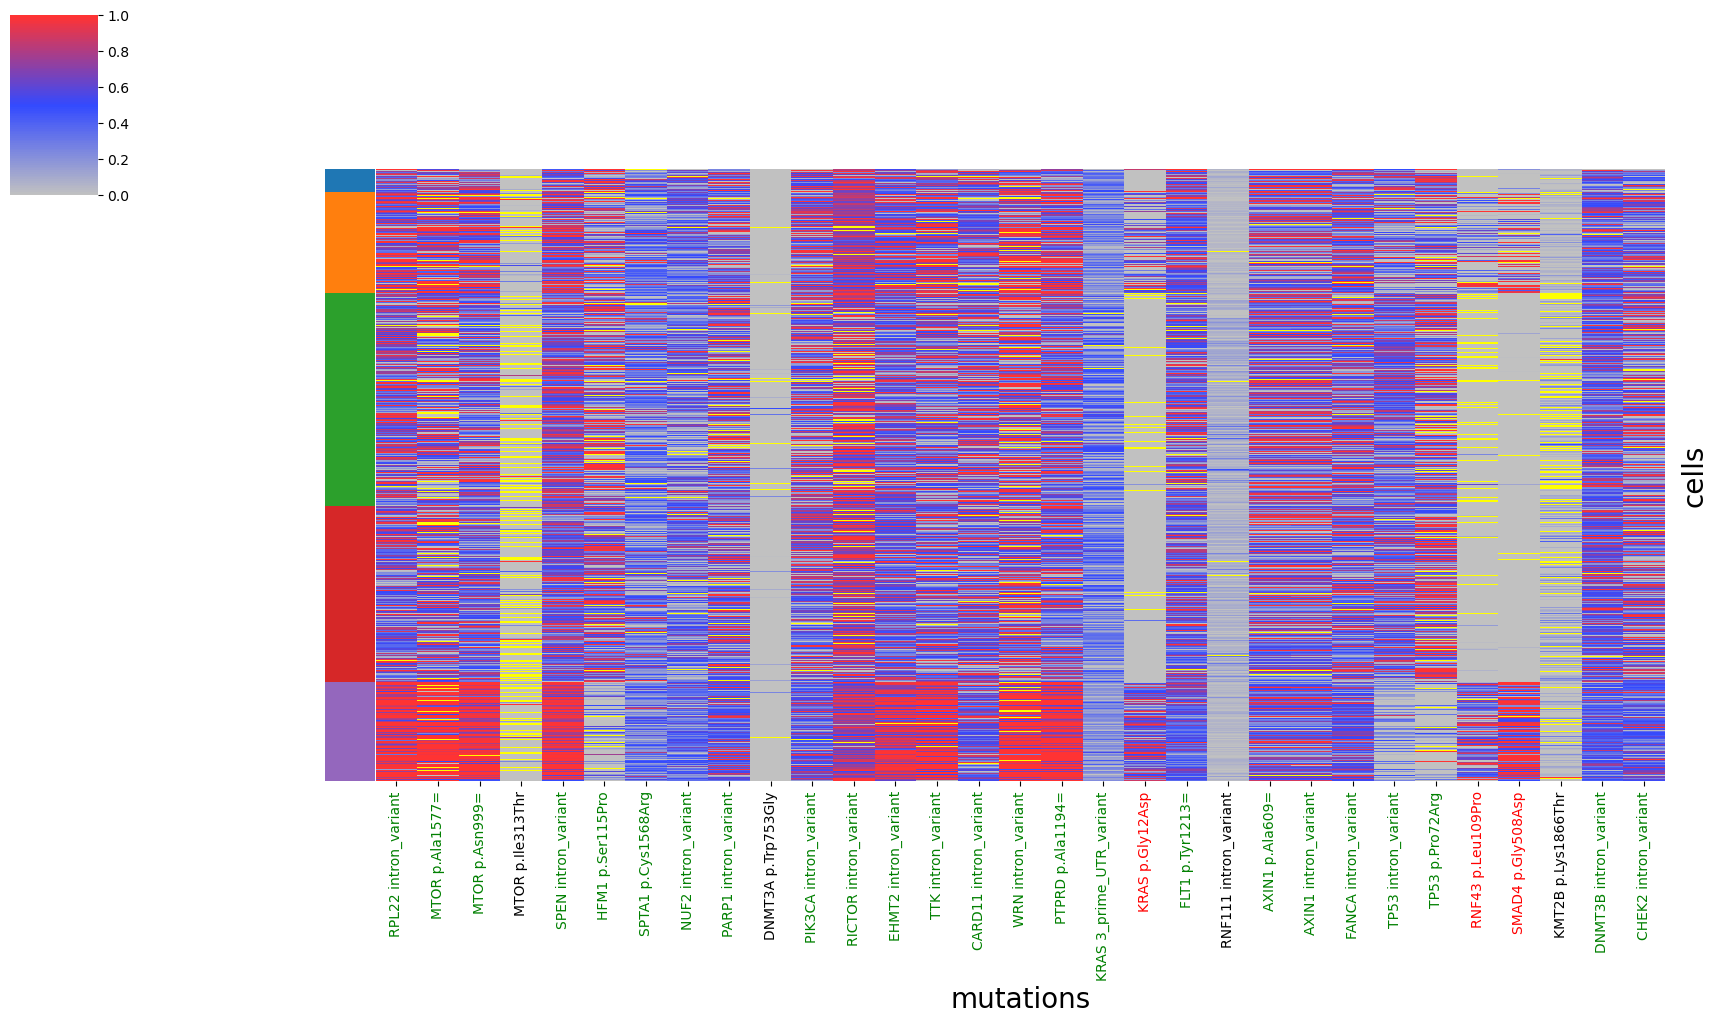 1.0
0.8
0.6
0.4
0.2
0.0
cells
RPL22 intron_variant
MTOR p.Ala1577=
MTOR p.Asn999=
MTOR p.Ile313Thr
SPEN intron_variant
HFM1 p.Ser115Pro
SPTA1 p.Cys1568Arg
NUF2 intron_variant
PARP1 intron_variant
DNMT3A p.Trp753Gly
PIK3CA intron_variant
RICTOR intron_variant
EHMT2 intron_variant
TTK intron_variant
CARD11 intron_variant
WRN intron_variant
PTPRD p.Ala1194=
KRAS 3_prime_UTR_variant
KRAS p.Gly12Asp
FLT1 p.Tyr1213=
RNF111 intron_variant
AXIN1 p.Ala609=
AXIN1 intron_variant
FANCA intron_variant
TP53 intron_variant
TP53 p.Pro72Arg
RNF43 p.Leu109Pro
SMAD4 p.Gly508Asp
KMT2B p.Lys1866Thr
DNMT3B intron_variant
CHEK2 intron_variant
mutations